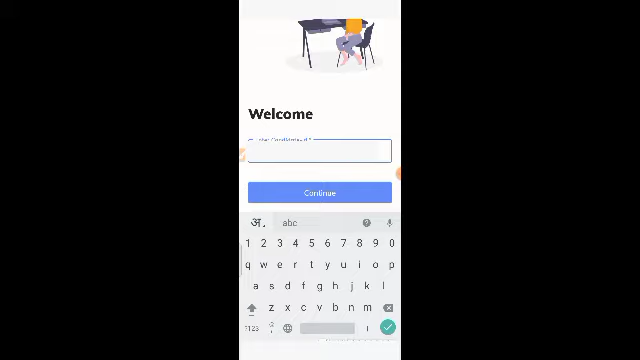 Welcome
Continue
अ. abc
1 2 3 4 5 6 7 8 9 0
q w e r t y u i o p
a s d f g h j k l
z x c v b n m
?123